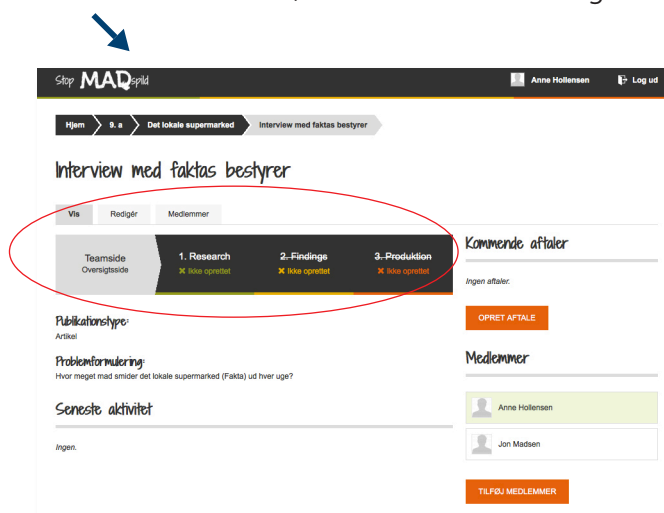 Stop MADspild
Anne Hollensen
Log ud
Hjem
9. a
Det lokale supermarked
Interview med faktas bestyrer
Interview med faktas bestyrer
Vis
Redigér
Medlemmer
Teamside
Oversigtsside
1. Research
✖ Ikke oprettet
2. Findings
✖ Ikke oprettet
3. Produktion
✖ Ikke oprettet
Publikationstype:
Artikel
Problemformulering:
Hvor meget mad smider det lokale supermarked (Fakta) ud hver uge?
Seneste aktivitet
Ingen.
Kommende aftaler
Ingen aftaler.
OPRET AFTALE
Medlemmer
Anne Hollensen
Jon Madsen
TILFØJ MEDLEMMER